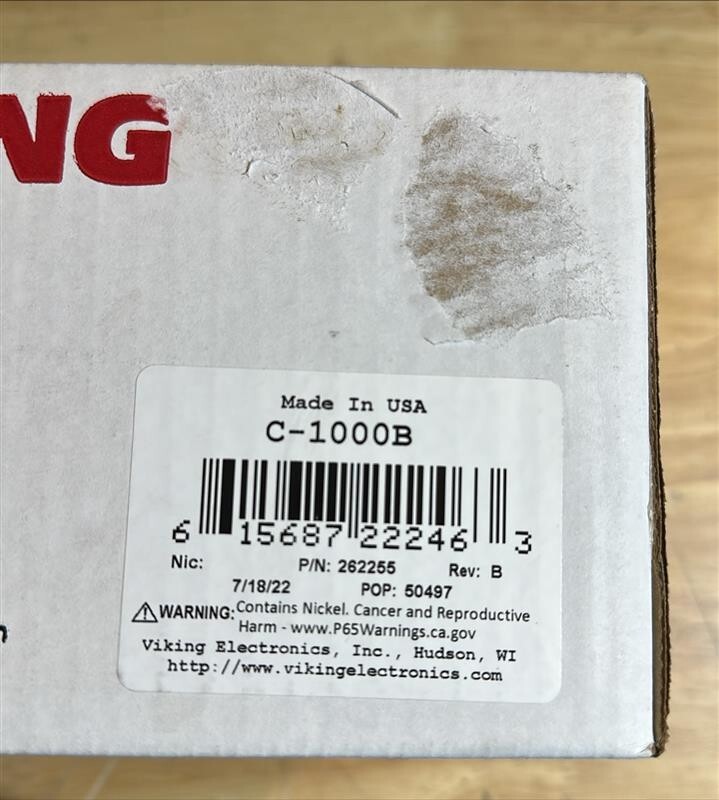 NG
Made In USA
C-1000B
6 15687 22246 3
Nic: P/N: 262255 Rev: B
7/18/22 POP: 50497
WARNING: Contains Nickel. Cancer and Reproductive
Harm - www.P65Warnings.ca.gov
Viking Electronics, Inc., Hudson, WI
http://www.vikingelectronics.com